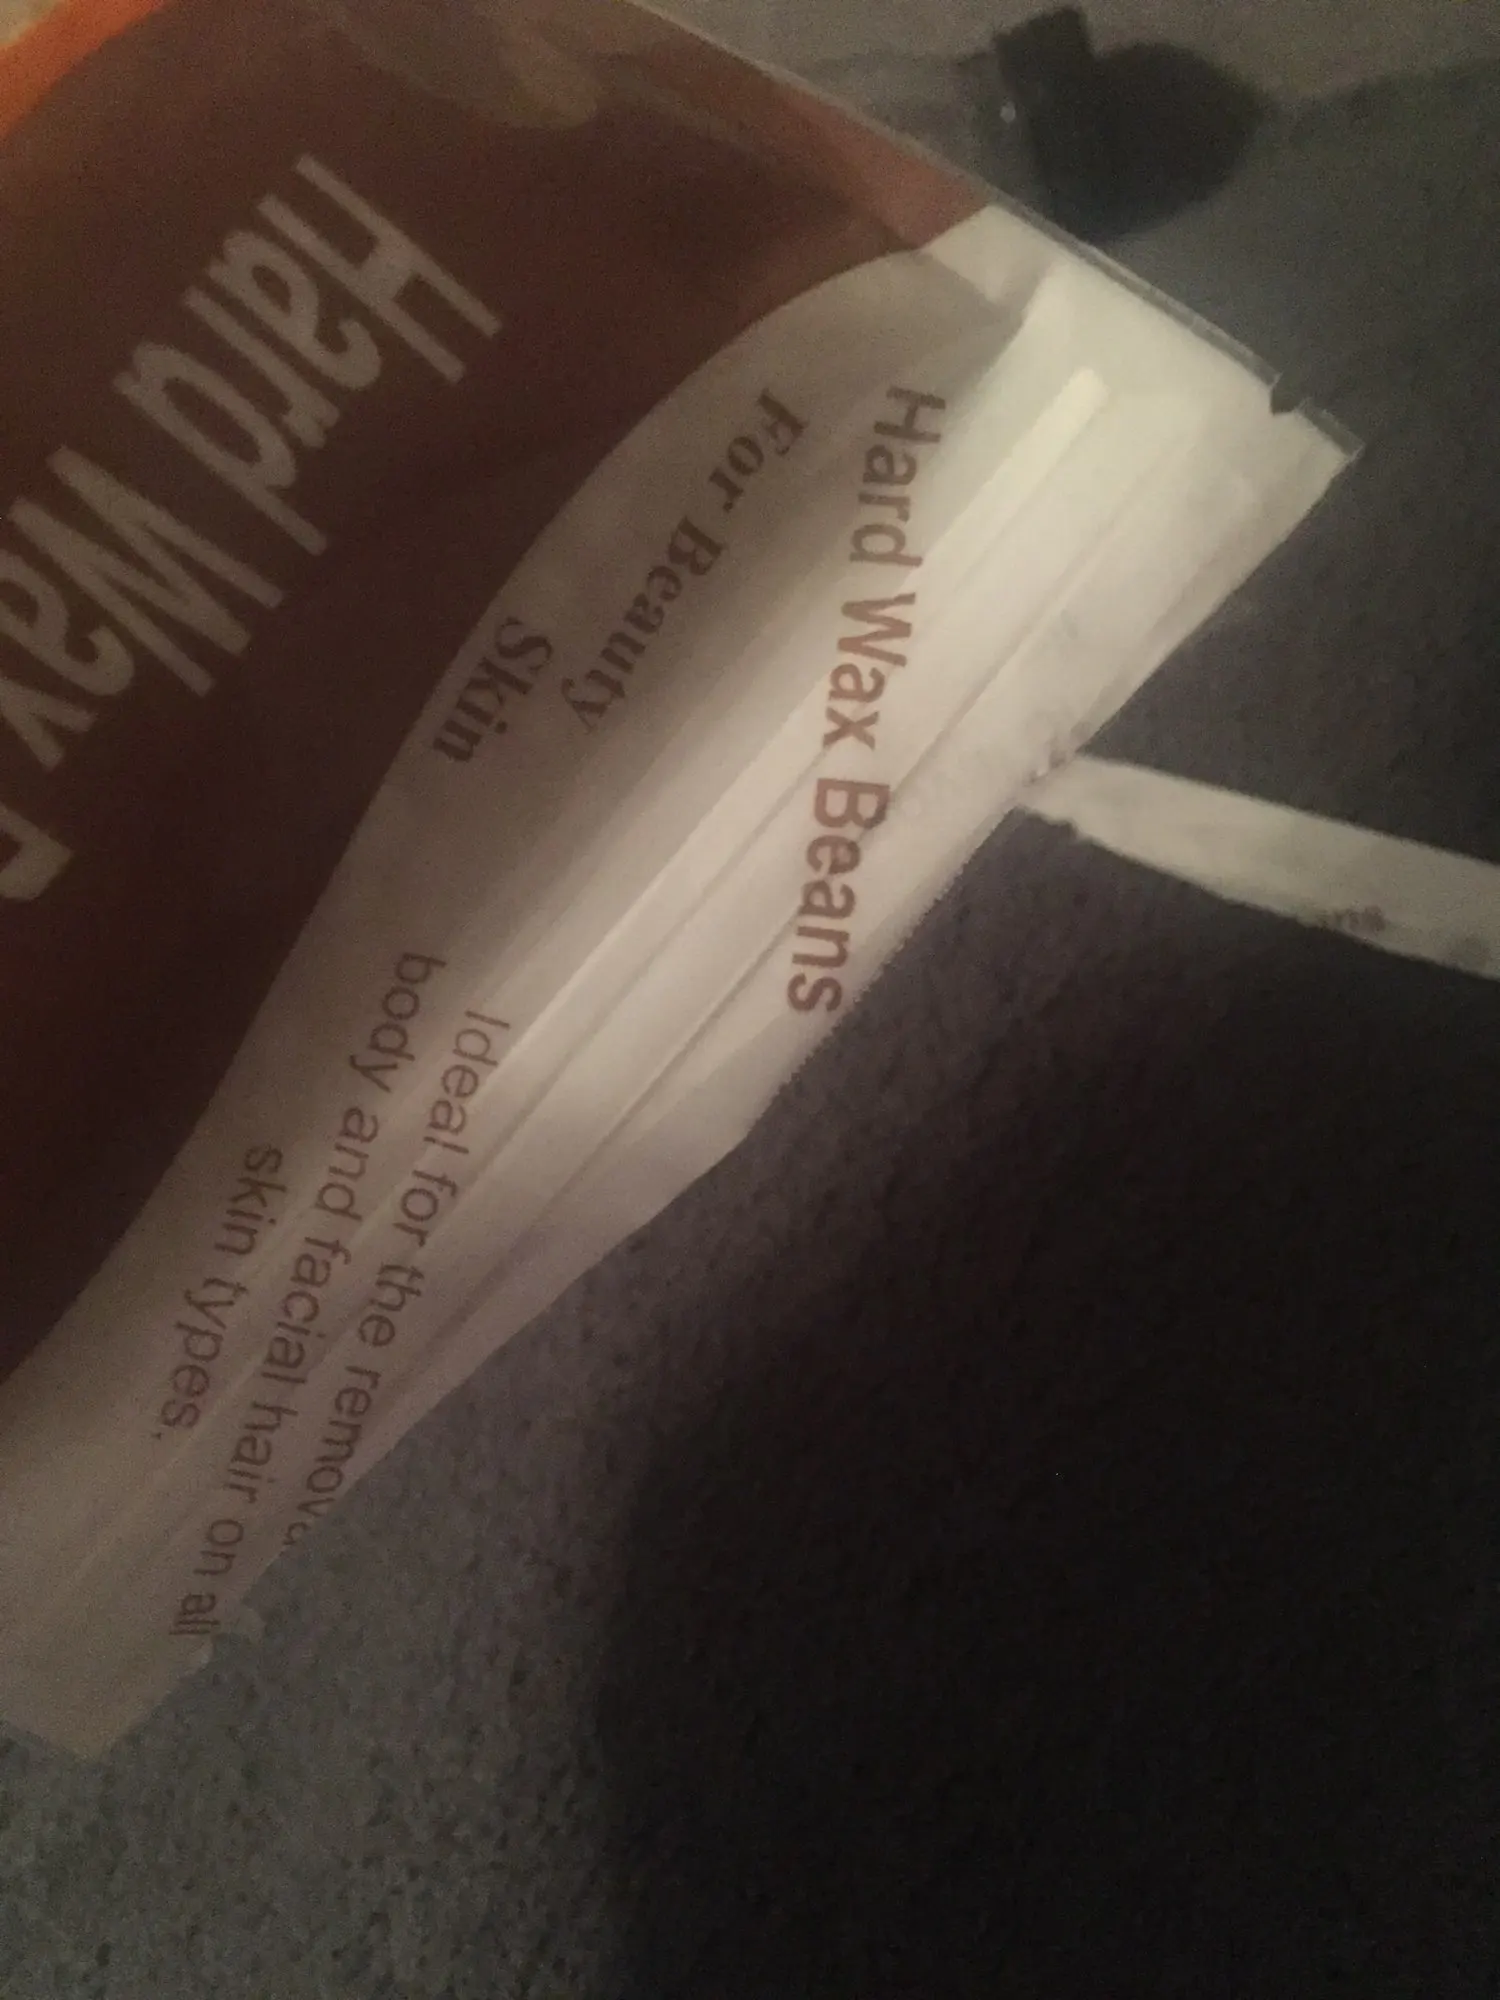 Hard Wax Beans
For Beauty
Skin
Ideal for the remova
body and facial hair on all
skin types.
Hard Wax